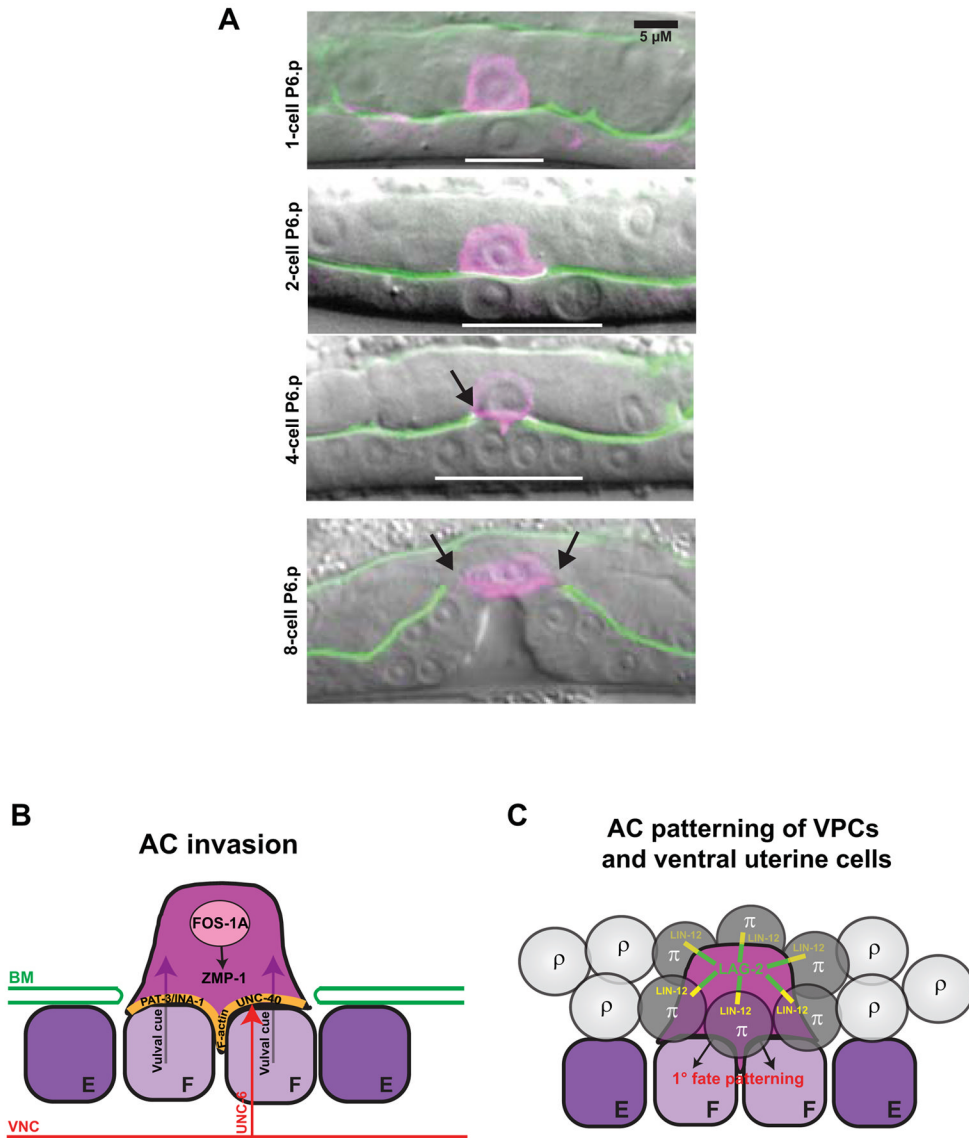 A
5 µM
1-cell P6.p
2-cell P6.p
4-cell P6.p
8-cell P6.p
B
AC invasion
FOS-1A
ZMP-1
BM
PAT-3/INA-1
UNC-40
F-actin
Vulval cue
Vulval cue
E
F
F
E
UNC-6
VNC
C
AC patterning of VPCs
and ventral uterine cells
π
LIN-12
LIN-12
LIN-12
ρ
ρ
π
π
ρ
LAG-2
ρ
LIN-12
LIN-12
LIN-12
ρ
π
ρ
1° fate patterning
E
F
F
E